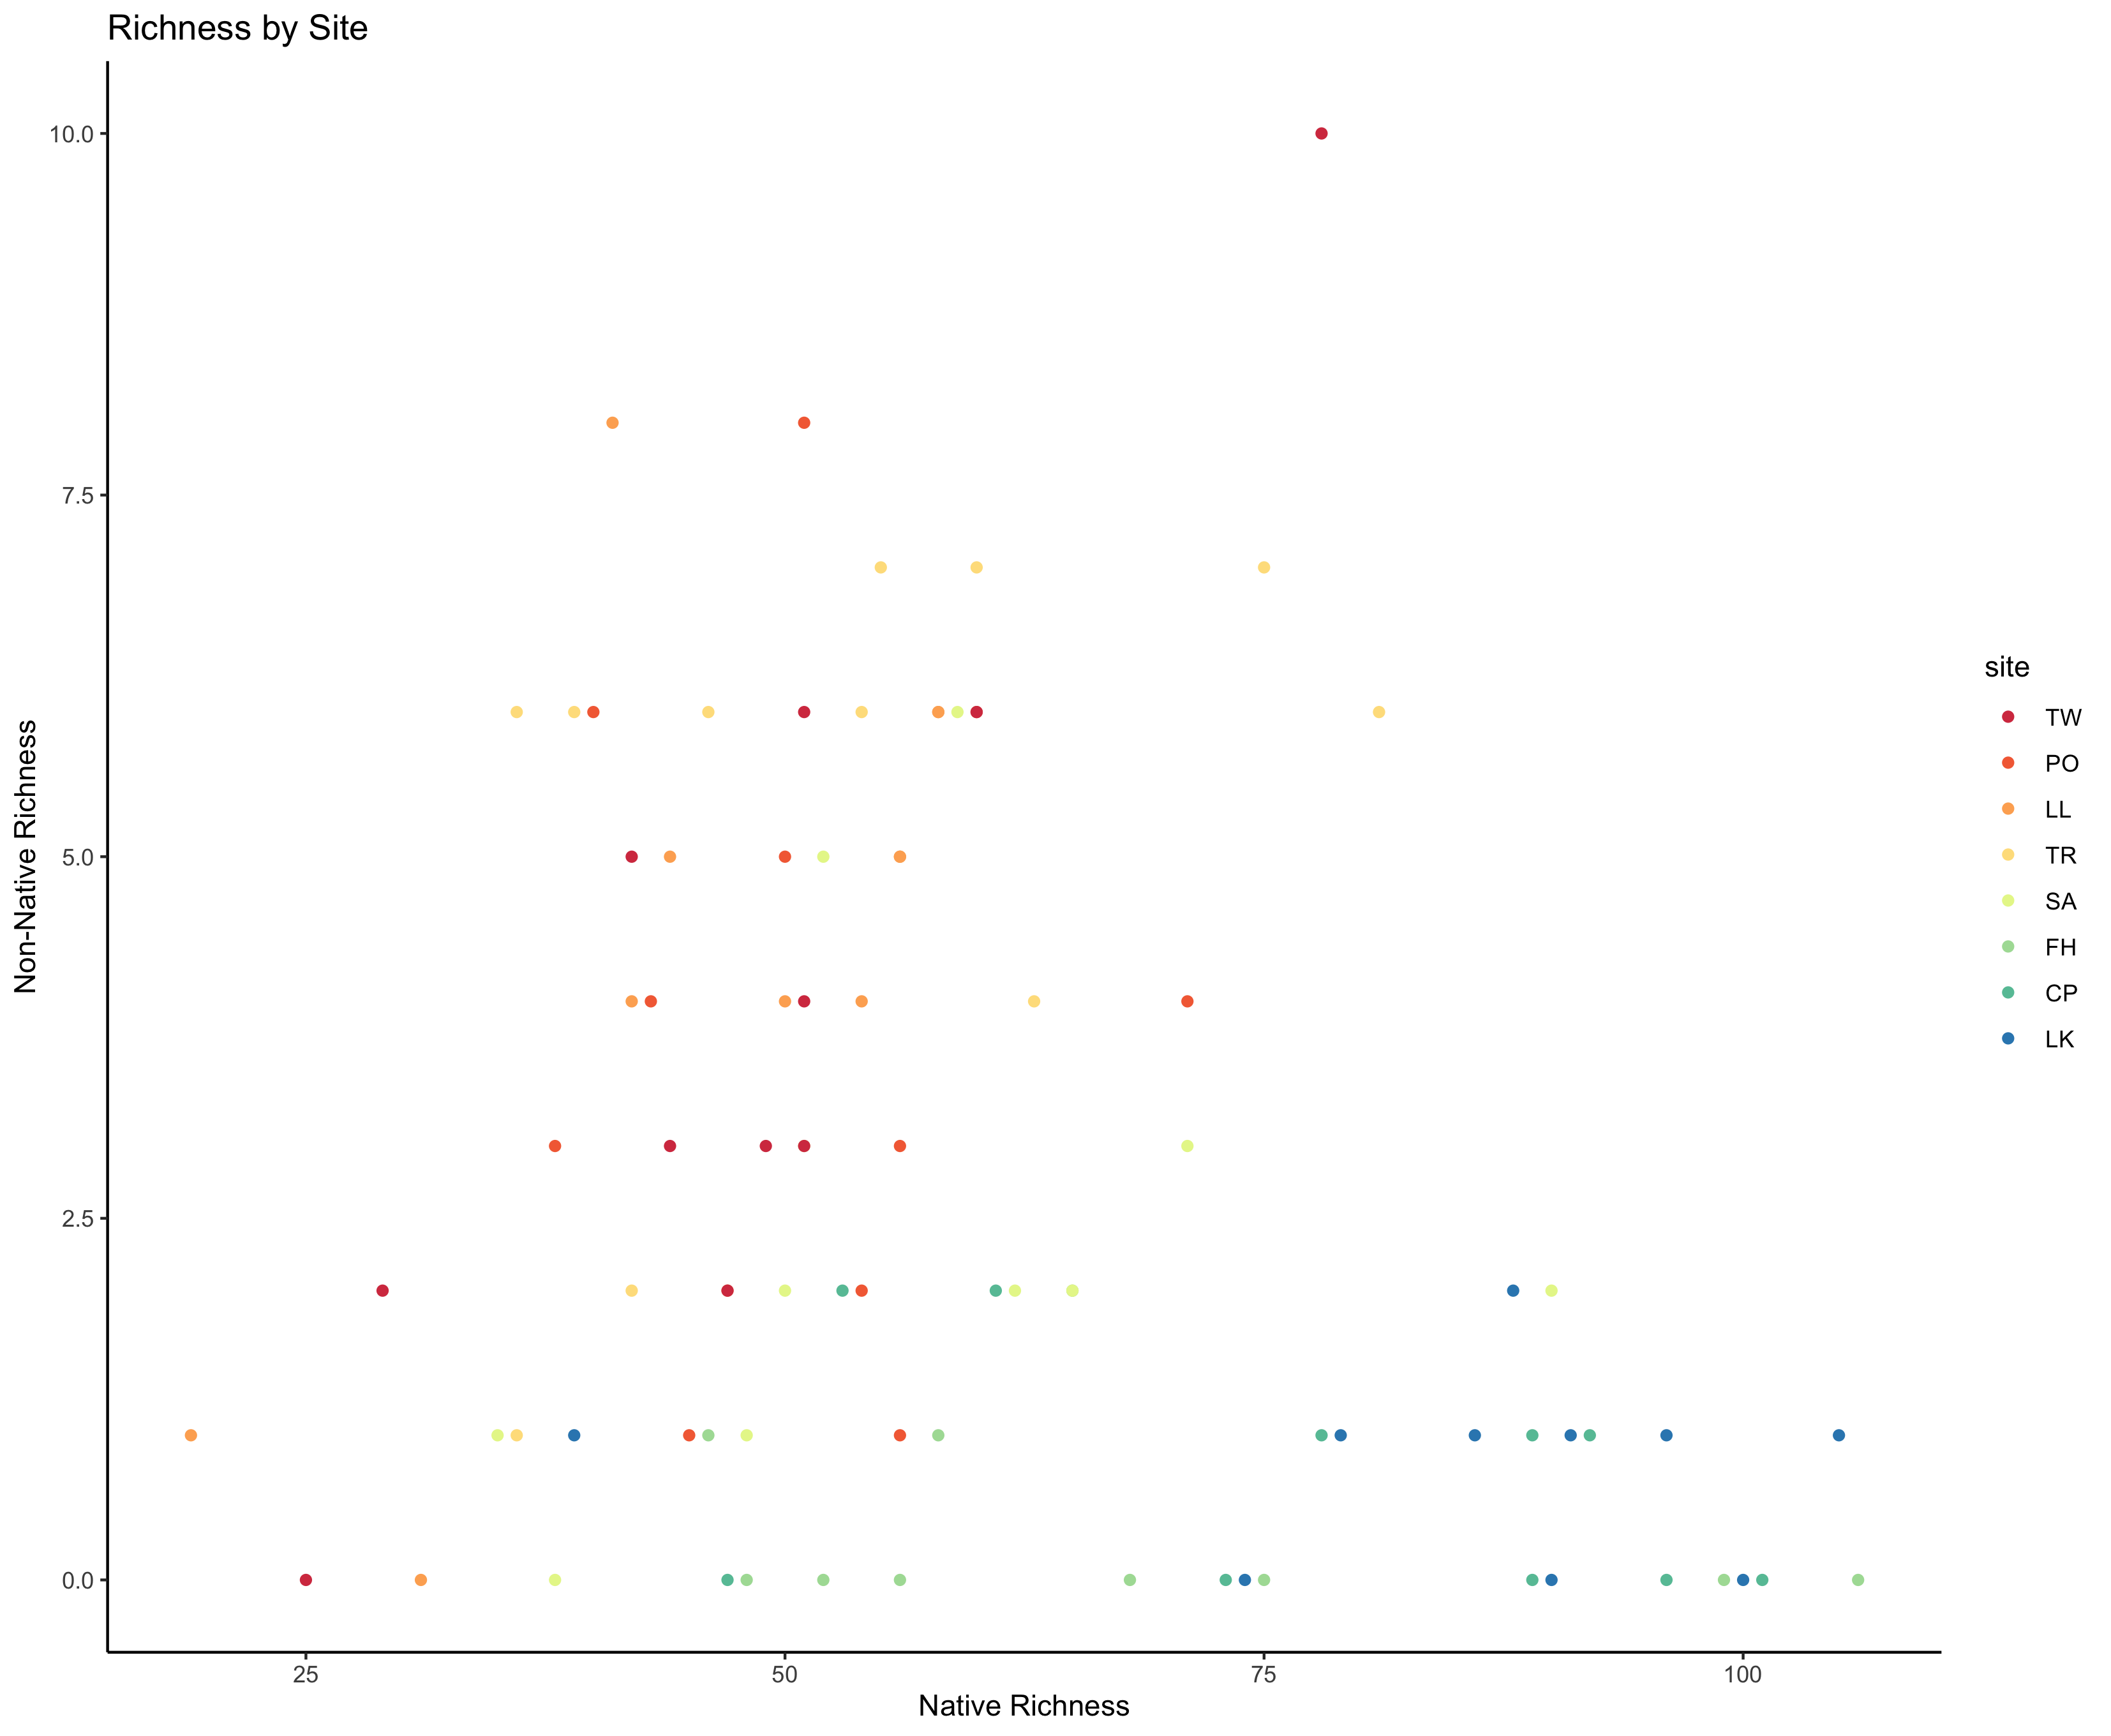 Richness by Site
10.0
7.5
5.0
2.5
0.0
Non-Native Richness
25 50 75 100
Native Richness
site
TW
PO
LL
TR
SA
FH
CP
LK